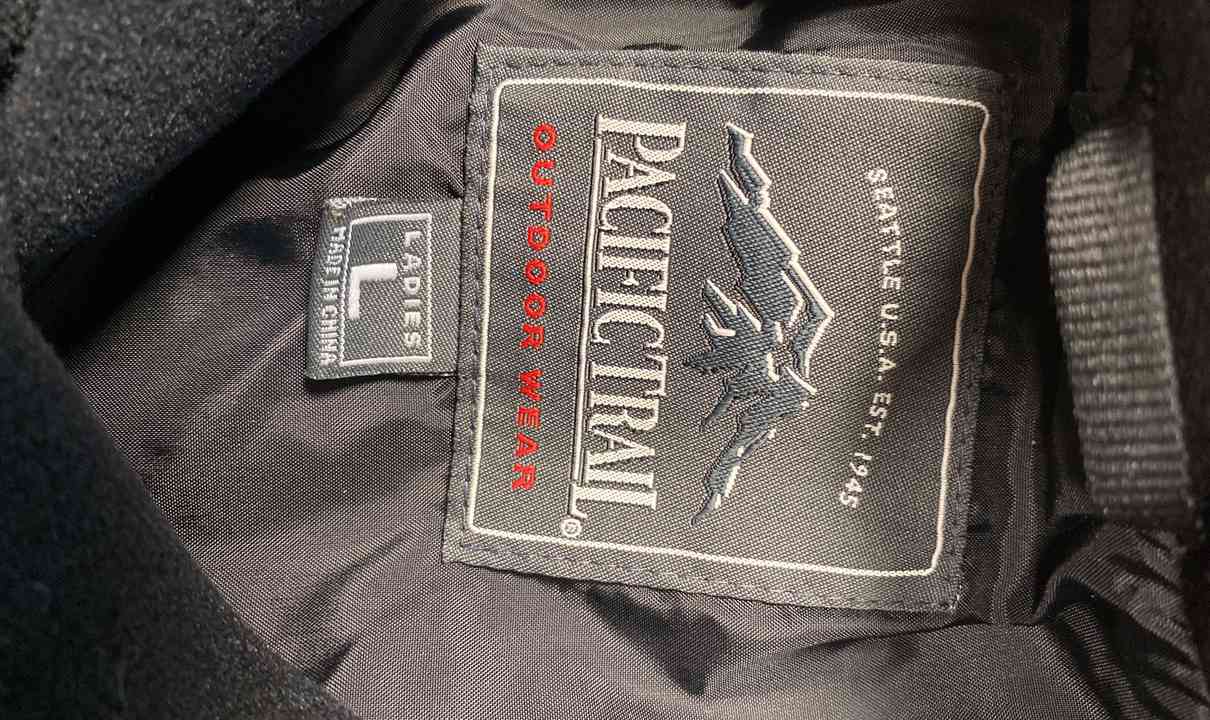 SEATTLE U.S.A. EST. 1945
PACIFIC TRAIL®
OUTDOOR WEAR
LADIES
L
MADE IN CHINA